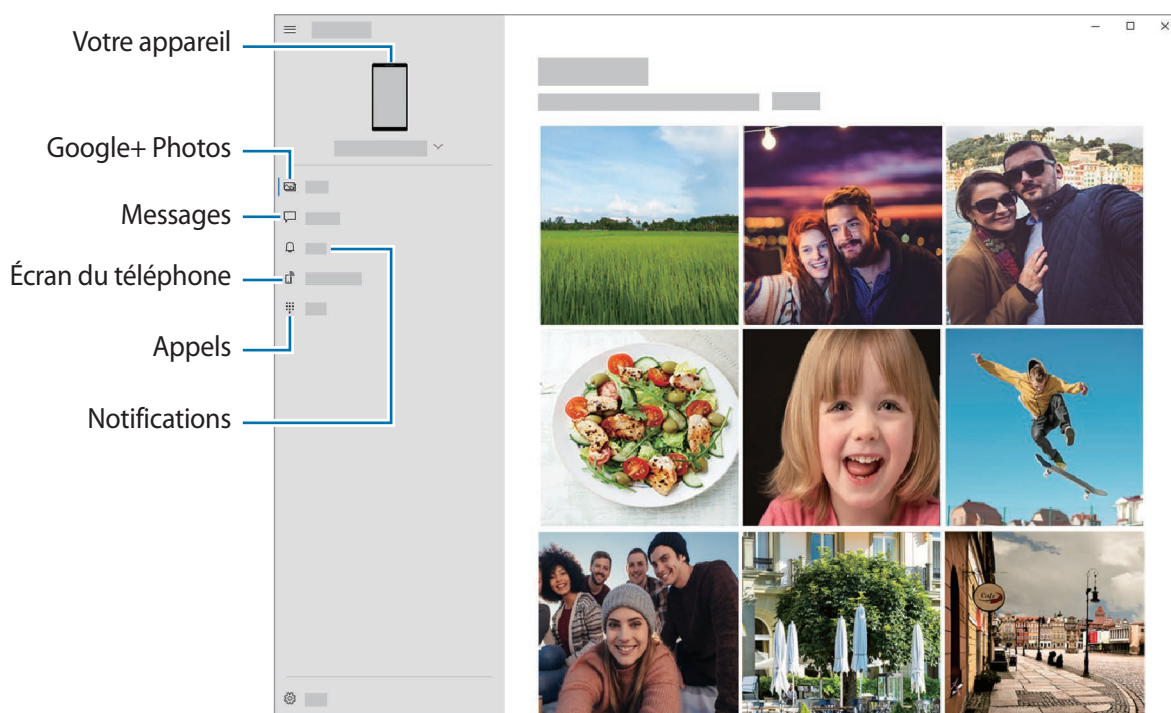 Votre appareil
Google+ Photos
Messages
Écran du téléphone
Appels
Notifications
Café